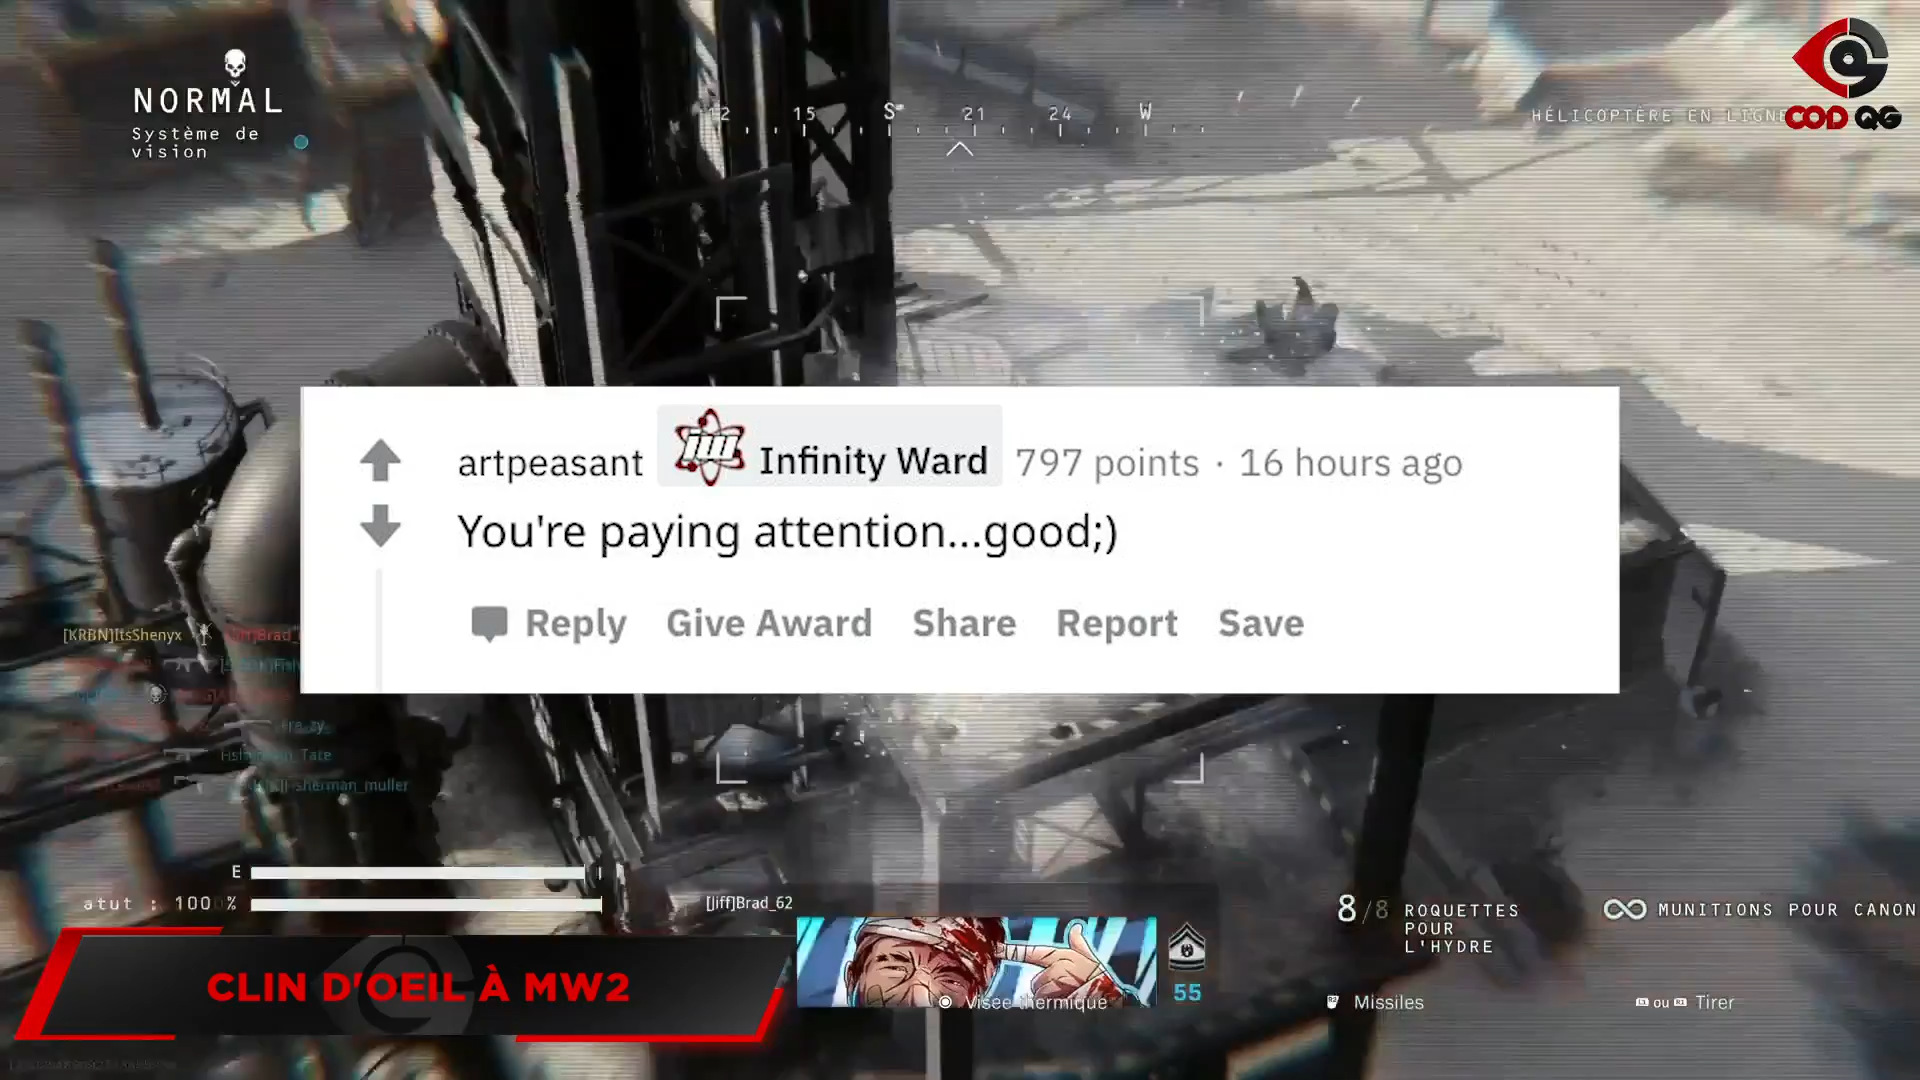 NORMAL
Système de
vision
12 15 S 21 24 W
HÉLICOPTÈRE EN LIGNE
COD QG
artpeasant Infinity Ward 797 points · 16 hours ago
You're paying attention...good;)
Reply Give Award Share Report Save
[KRBN]ItsShenyx
sherman_muller
E
atut : 100 %
[Jiff]Brad_62
8/8 ROQUETTES
POUR
L'HYDRE
MUNITIONS POUR CANON
CLIN D'OEIL À MW2
55
Visée thermique
Missiles
ou Tirer